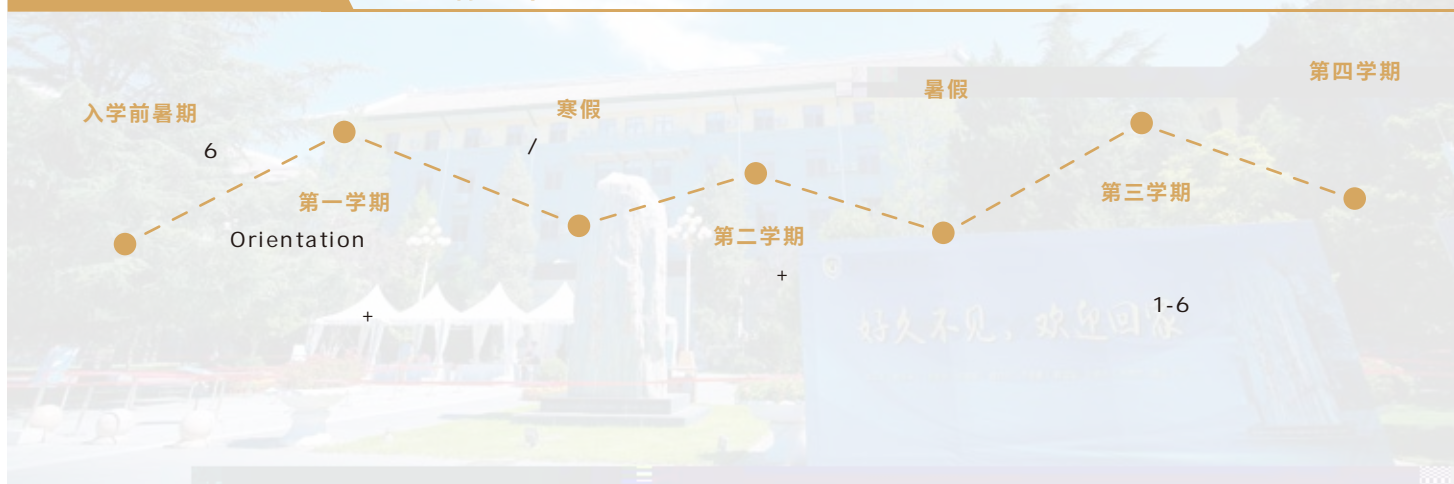 入学前暑期
6
第一学期
Orientation
+
寒假
/
第二学期
+
暑假
第三学期
1-6
第四学期
好久不见，欢迎回家